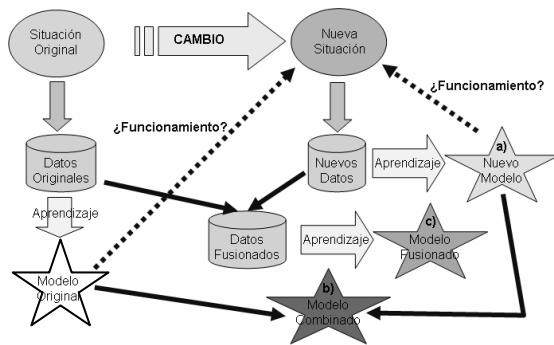 Situación
Original
CAMBIO
Nueva
Situación
¿Funcionamiento?
¿Funcionamiento?
Datos
Originales
Nuevos
Datos
Aprendizaje
a)
Nuevo
Modelo
Aprendizaje
Datos
Fusionados
Aprendizaje
c)
Modelo
Fusionado
Modelo
Original
b)
Modelo
Combinado